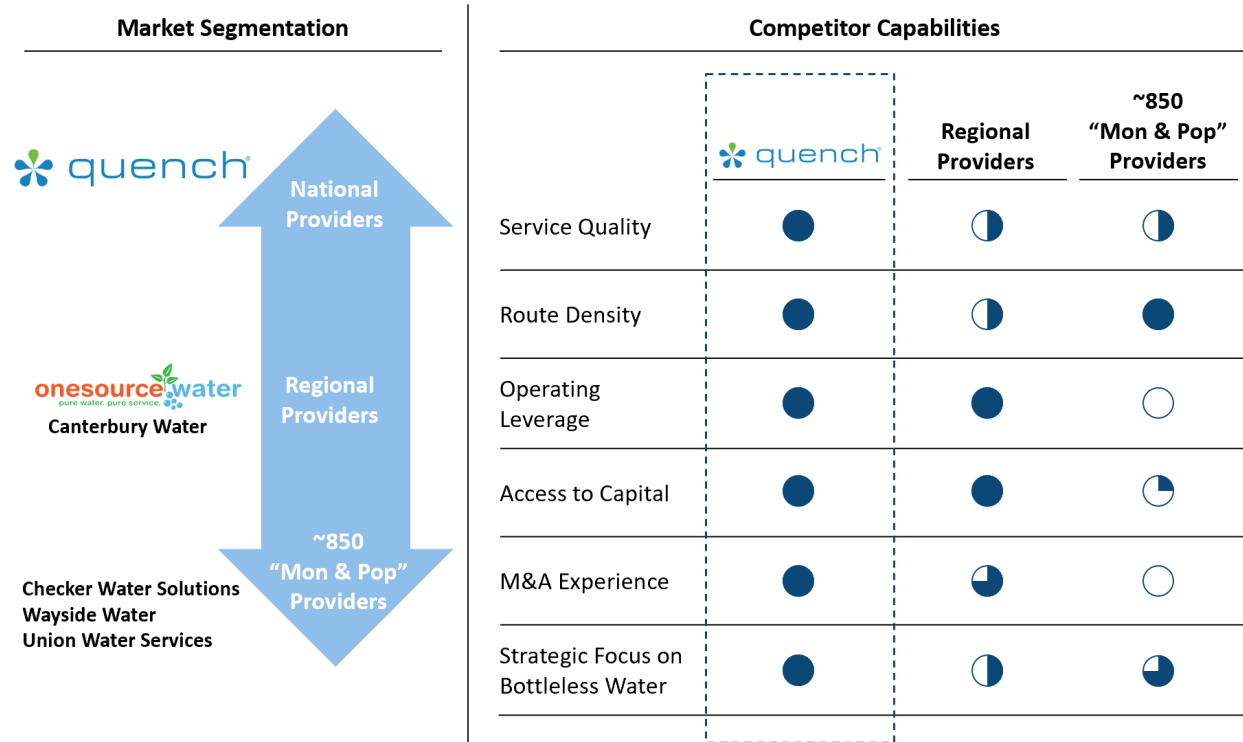 Market Segmentation
quench®
National
Providers
onesource water
pure water. pure service.
Canterbury Water
Regional
Providers
~850
“Mon & Pop”
Providers
Checker Water Solutions
Wayside Water
Union Water Services
Competitor Capabilities
quench®
Regional
Providers
~850
“Mon & Pop”
Providers
Service Quality
Route Density
Operating
Leverage
Access to Capital
M&A Experience
Strategic Focus on
Bottleless Water